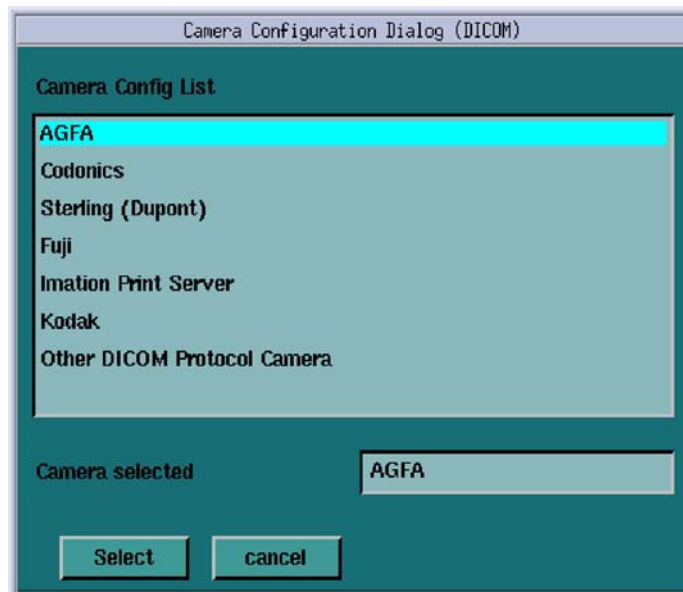 Camera Configuration Dialog (DICOM)
Camera Config List
AGFA
Codonics
Sterling (Dupont)
Fuji
Imation Print Server
Kodak
Other DICOM Protocol Camera
Camera selected AGFA
Select cancel